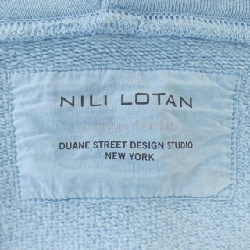 NILI LOTAN
DUANE STREET DESIGN STUDIO
NEW YORK